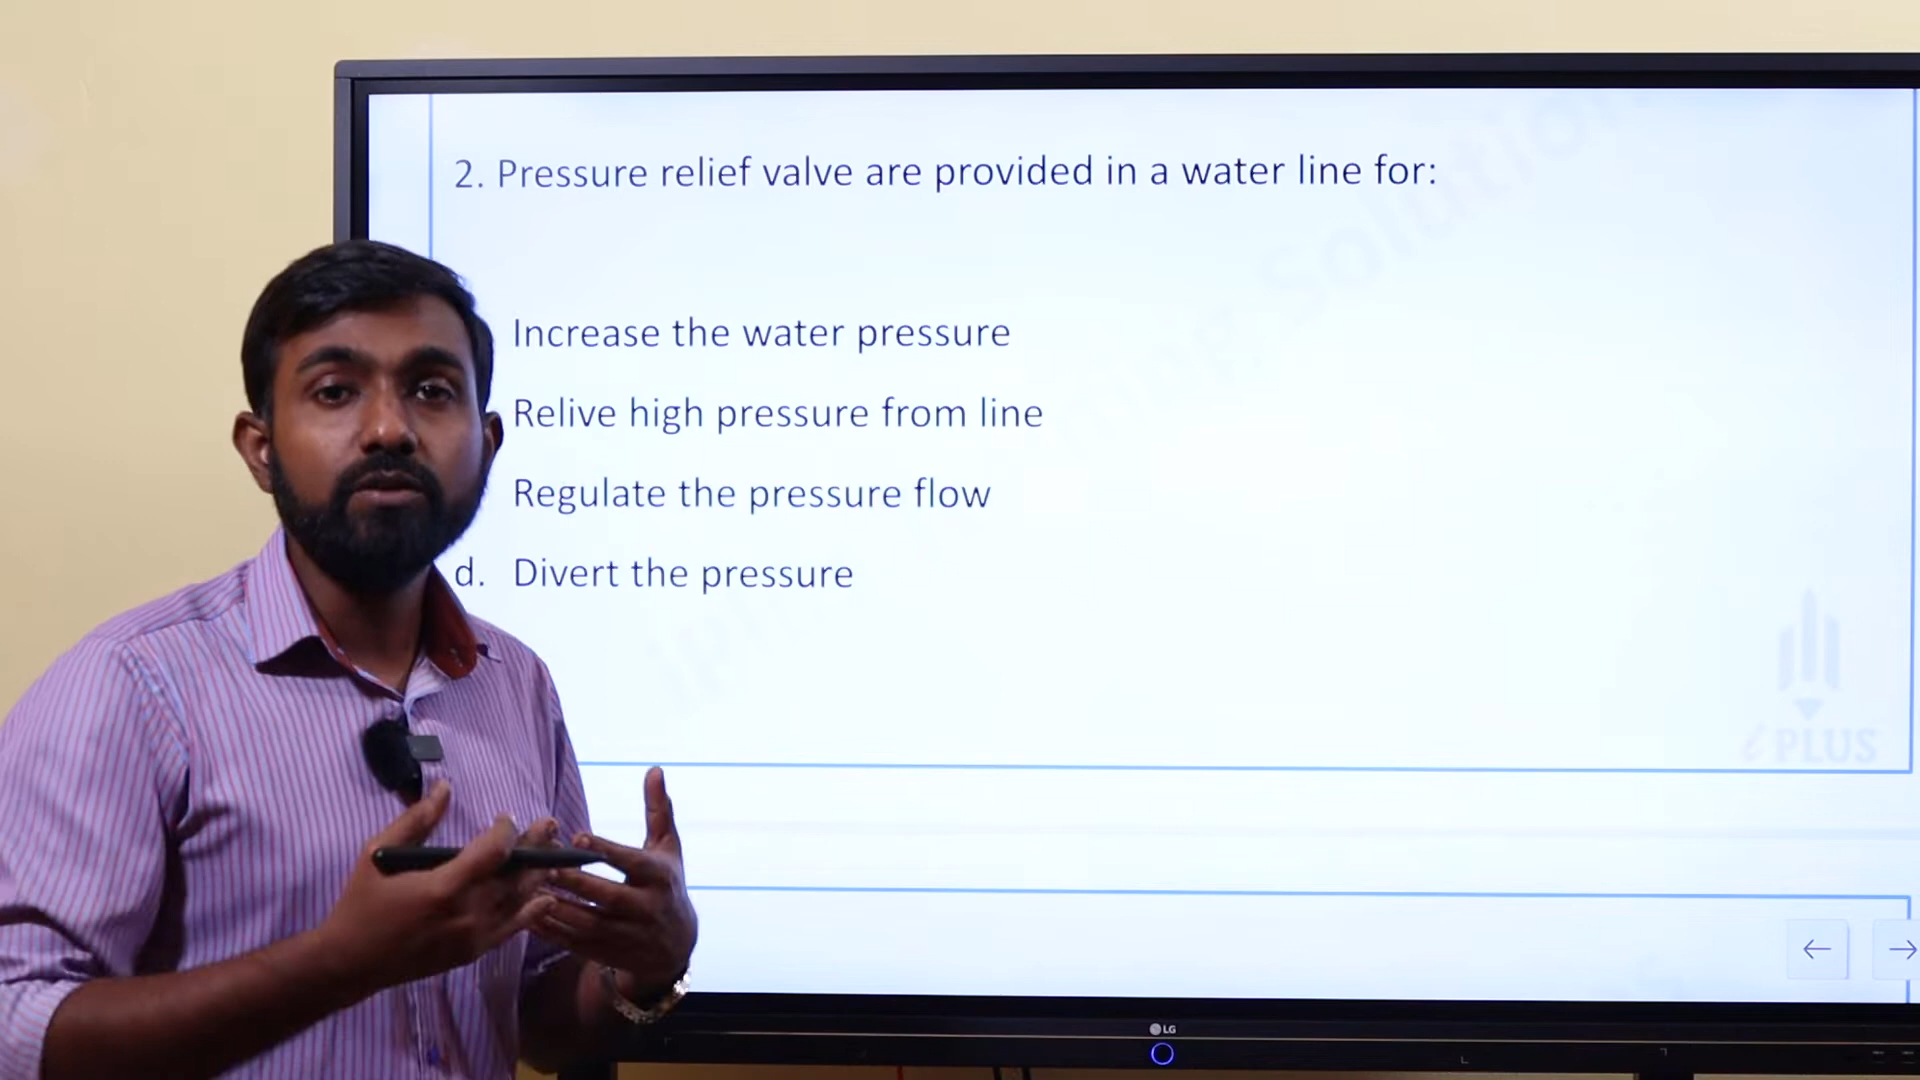 2. Pressure relief valve are provided in a water line for:
Increase the water pressure
Relive high pressure from line
Regulate the pressure flow
d. Divert the pressure
i PLUS
LG